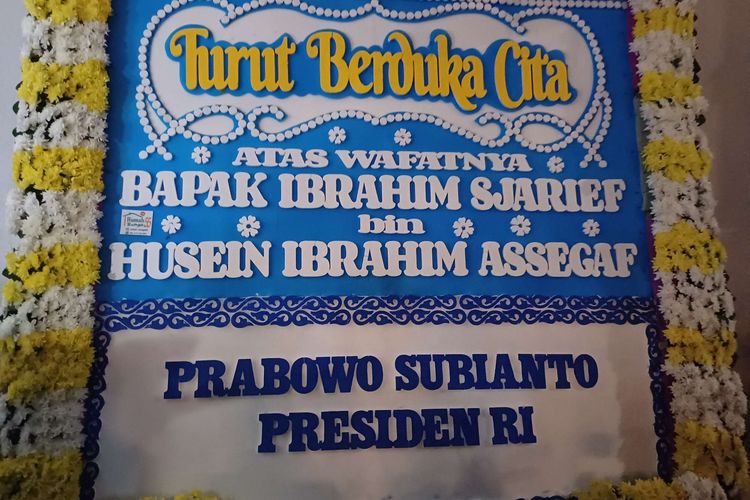 Turut Berduka Cita
ATAS WAFATNYA
BAPAK IBRAHIM SJARIEF
bin
HUSEIN IBRAHIM ASSEGAF
PRABOWO SUBIANTO
PRESIDEN RI